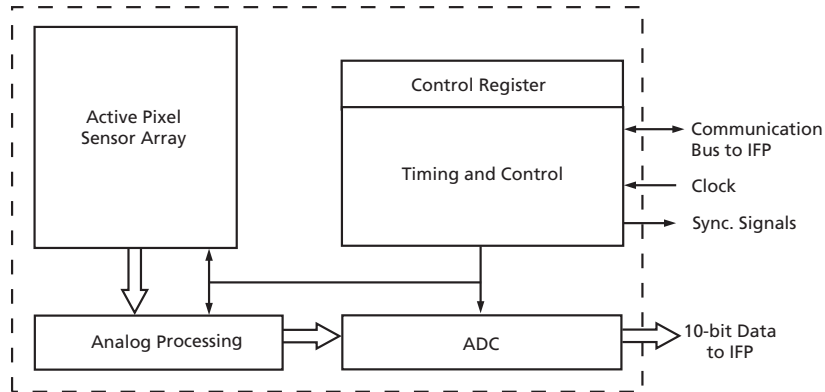 Active Pixel
Sensor Array
Control Register
Timing and Control
Communication
Bus to IFP
Clock
Sync. Signals
Analog Processing
ADC
10-bit Data
to IFP